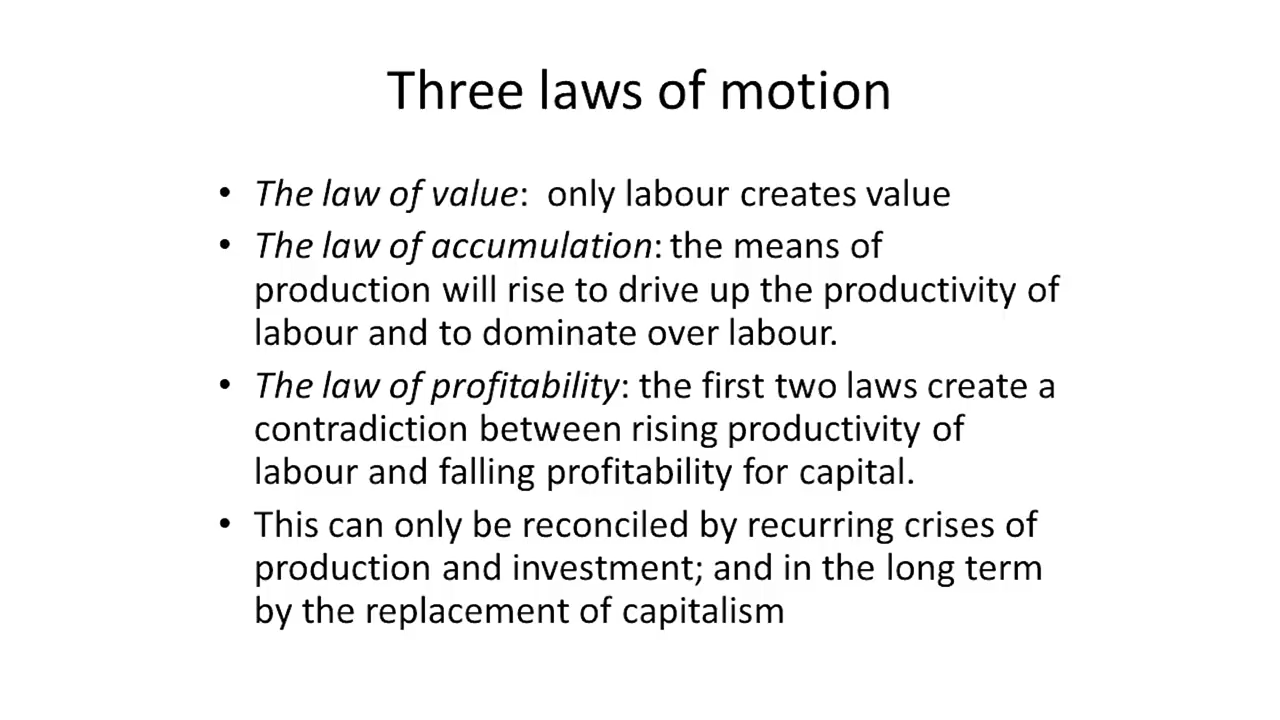 Three laws of motion
• The law of value:  only labour creates value
• The law of accumulation: the means of
production will rise to drive up the productivity of
labour and to dominate over labour.
• The law of profitability: the first two laws create a
contradiction between rising productivity of
labour and falling profitability for capital.
• This can only be reconciled by recurring crises of
production and investment; and in the long term
by the replacement of capitalism